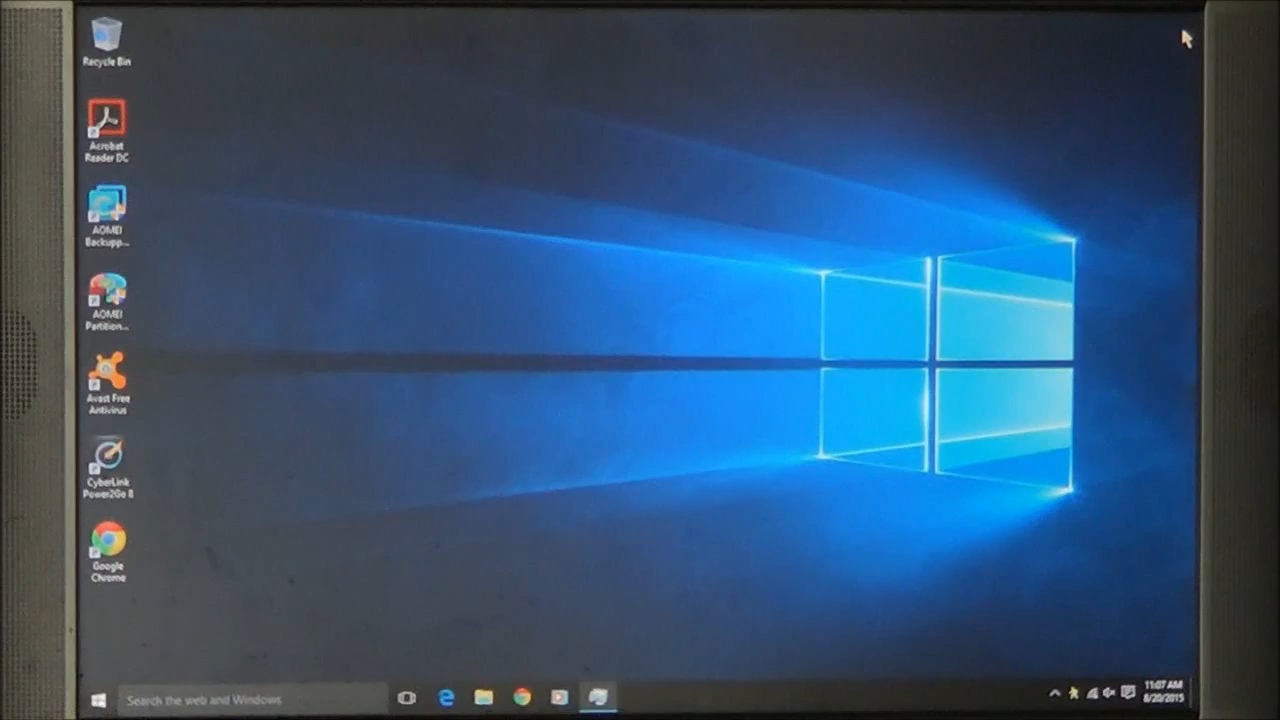 Recycle Bin
Acrobat
Reader DC
AOMEI
Backupp...
AOMEI
Partition...
Avast Free
Antivirus
CyberLink
Power2Go 8
Google
Chrome
Search the web and Windows
11:07 AM
8/20/2015